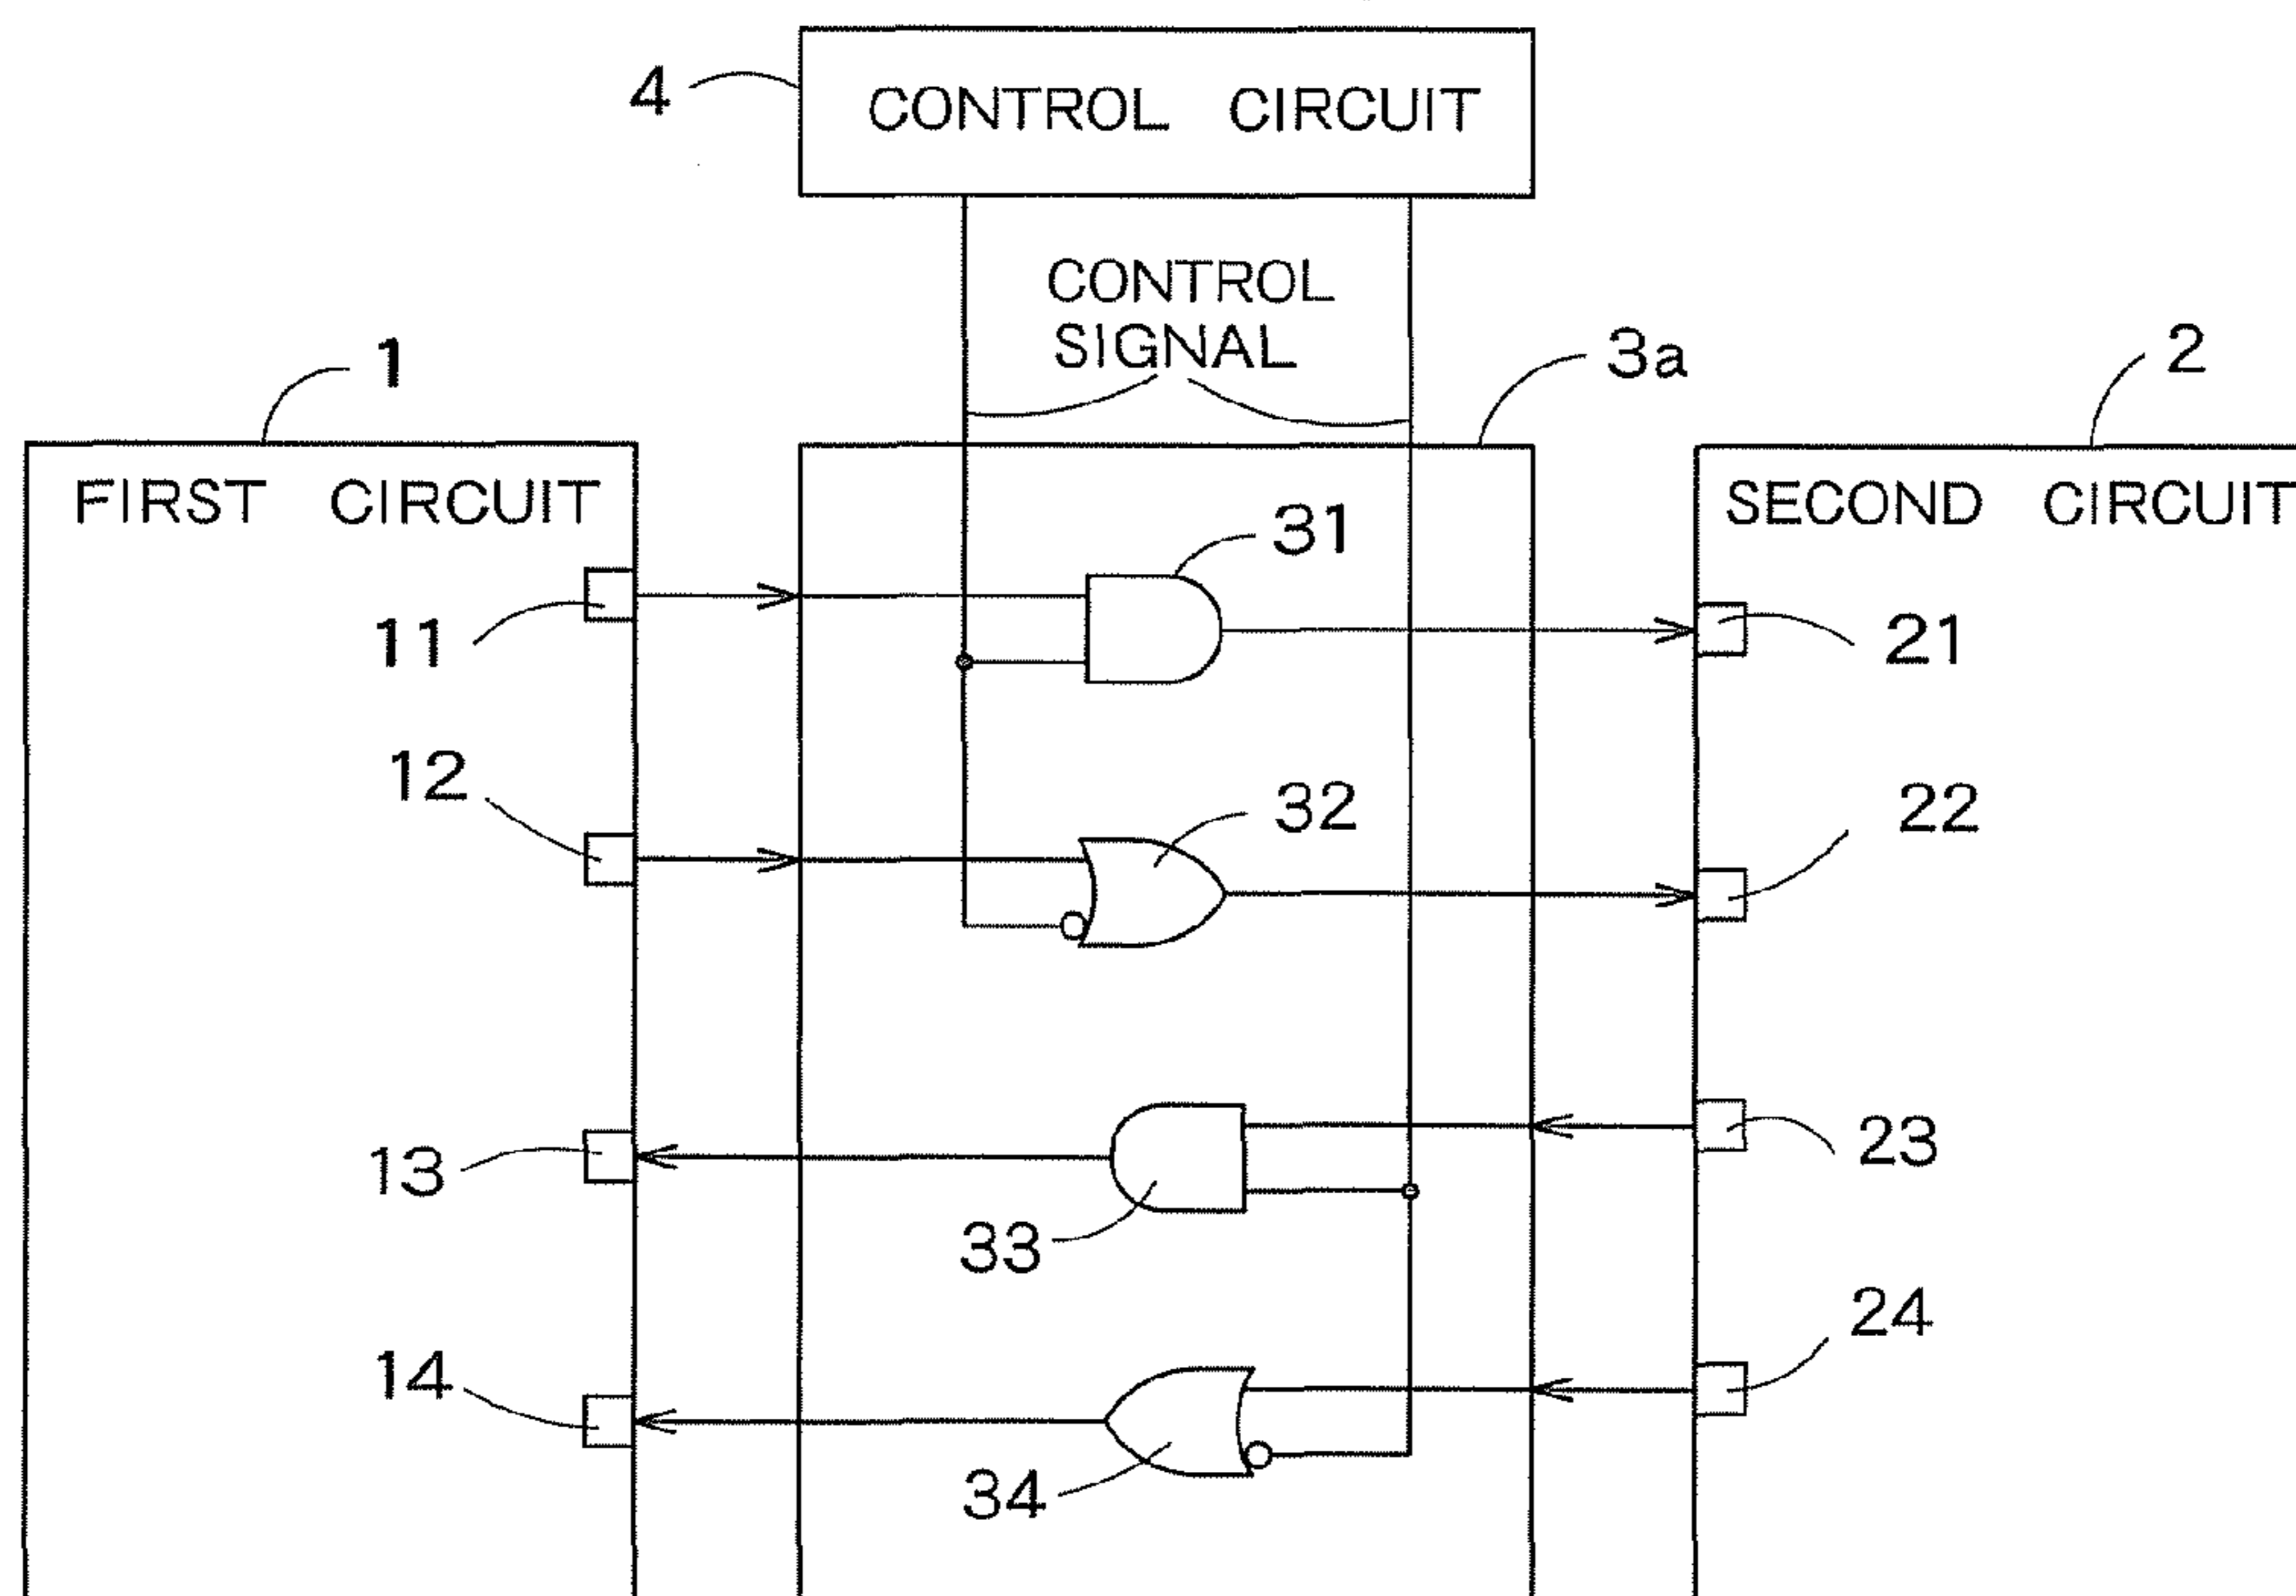 4
CONTROL CIRCUIT
CONTROL
SIGNAL
1
3a
2
FIRST CIRCUIT
SECOND CIRCUIT
31
11
21
12
32
22
13
33
23
14
34
24